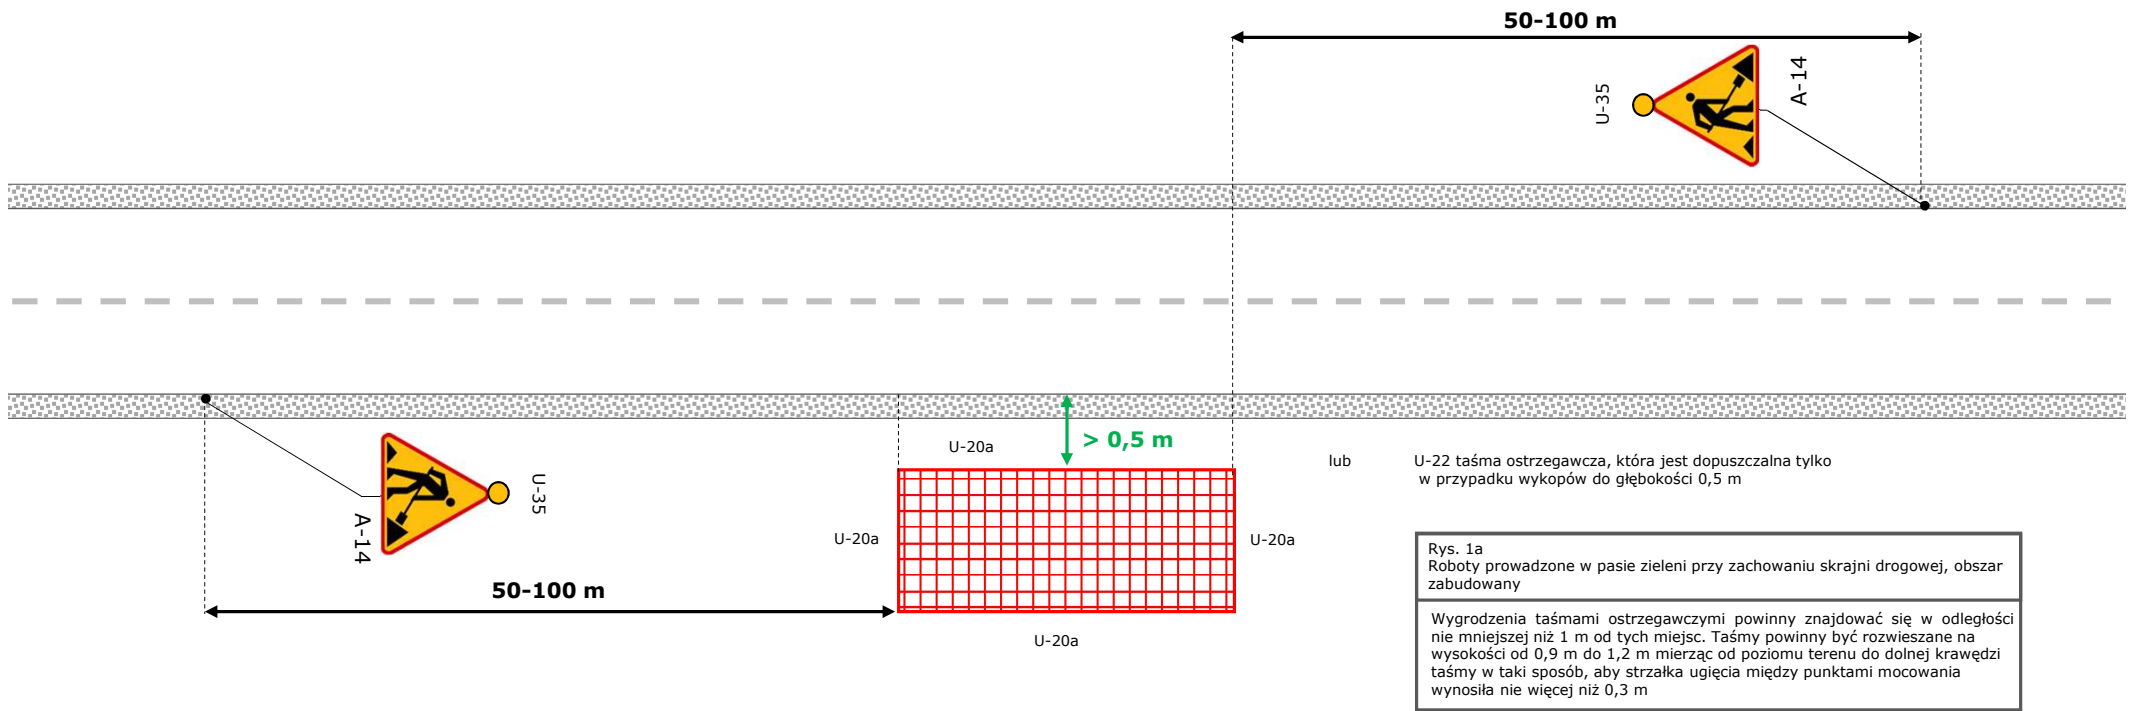 50-100 m
U-35
A-14
U-20a
> 0,5 m
lub
U-22 taśma ostrzegawcza, która jest dopuszczalna tylko
w przypadku wykopów do głębokości 0,5 m
A-14
U-35
U-20a
U-20a
50-100 m
U-20a
Rys. 1a
Roboty prowadzone w pasie zieleni przy zachowaniu skrajni drogowej, obszar
zabudowany
Wygrodzenia taśmami ostrzegawczymi powinny znajdować się w odległości
nie mniejszej niż 1 m od tych miejsc. Taśmy powinny być rozwieszane na
wysokości od 0,9 m do 1,2 m mierząc od poziomu terenu do dolnej krawędzi
taśmy w taki sposób, aby strzałka ugięcia między punktami mocowania
wynosiła nie więcej niż 0,3 m